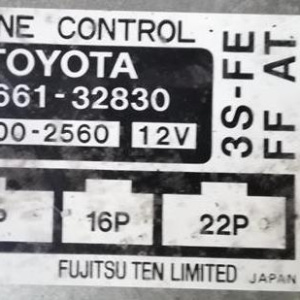 NE CONTROL
TOYOTA
661-32830
00-2560 12V
3S-FE
FF AT
P 16P 22P
FUJITSU TEN LIMITED JAPAN